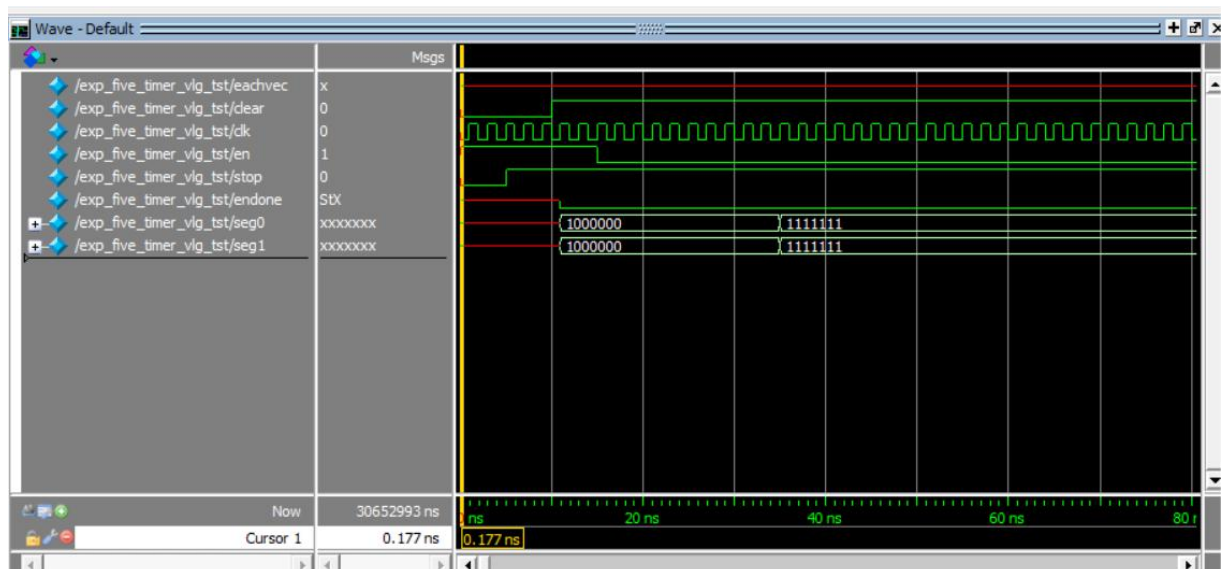 Wave - Default
Msgs
/exp_five_timer_vlg_tst/eachvec x
/exp_five_timer_vlg_tst/clear 0
/exp_five_timer_vlg_tst/clk 0
/exp_five_timer_vlg_tst/en 1
/exp_five_timer_vlg_tst/stop 0
/exp_five_timer_vlg_tst/endone StX
/exp_five_timer_vlg_tst/seg0 xxxxxxx 1000000 1111111
/exp_five_timer_vlg_tst/seg1 xxxxxxx 1000000 1111111
Now 30652993 ns ns 20 ns 40 ns 60 ns 80 n
Cursor 1 0.177 ns 0.177 ns